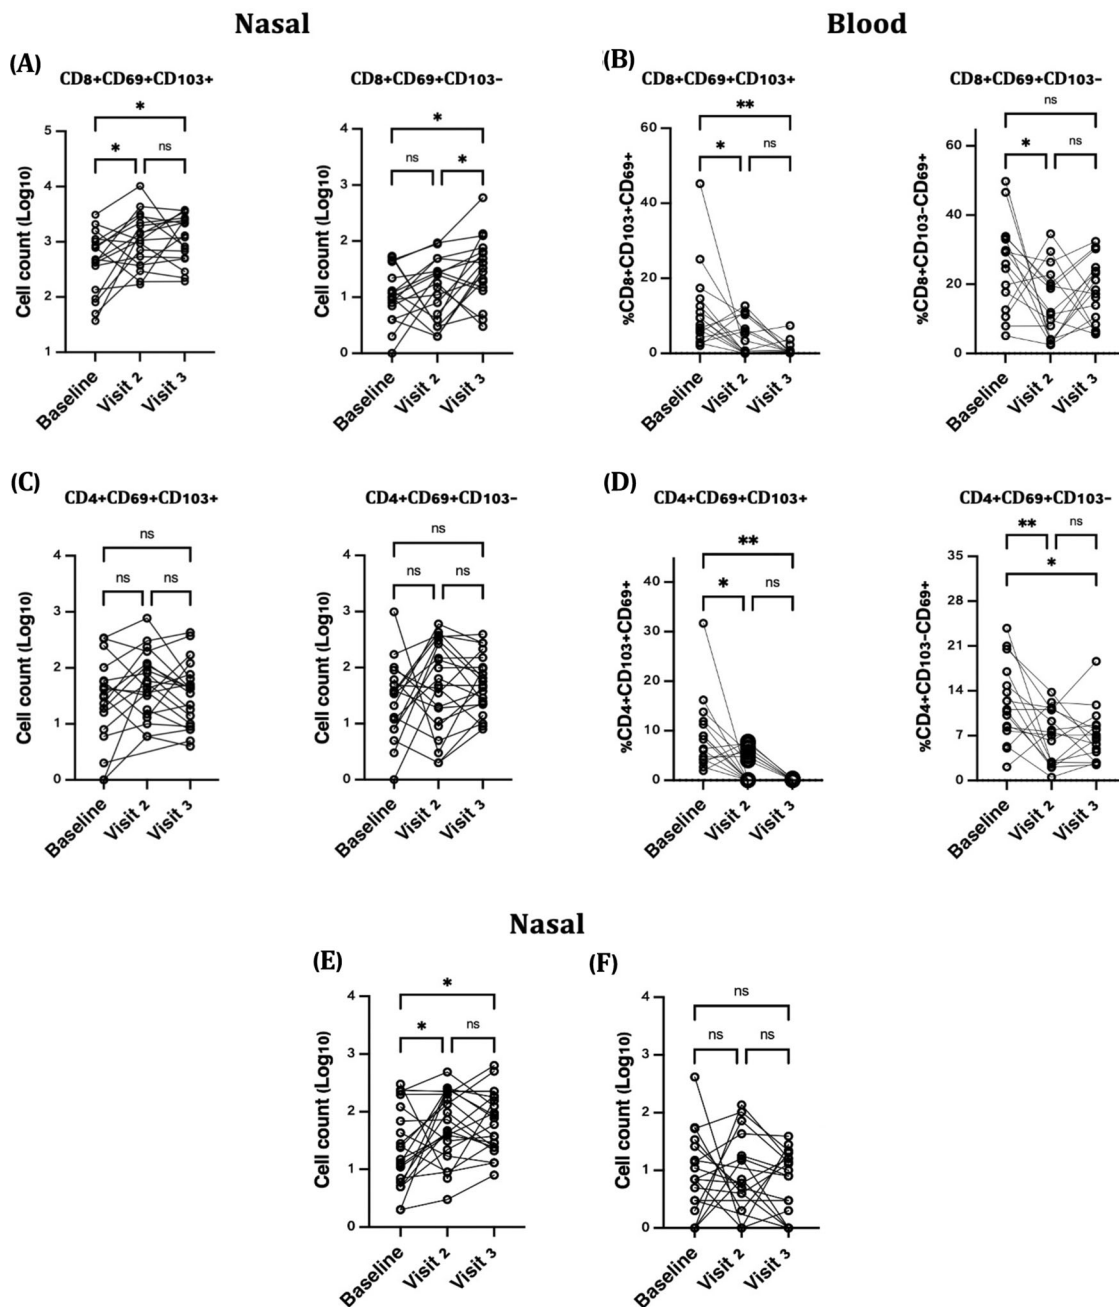 Nasal
Blood
(A)
CD8+CD69+CD103+
CD8+CD69+CD103-
(B)
CD8+CD69+CD103+
CD8+CD69+CD103-
*
*
ns
Cell count (Log10)
5
4
3
2
1
Baseline
Visit 2
Visit 3
*
ns
*
Cell count (Log10)
4
3
2
1
0
Baseline
Visit 2
Visit 3
**
*
ns
%CD8+CD103+CD69+
60
40
20
0
Baseline
Visit 2
Visit 3
ns
*
ns
%CD8+CD103-CD69+
60
40
20
0
Baseline
Visit 2
Visit 3
(C)
CD4+CD69+CD103+
CD4+CD69+CD103-
(D)
CD4+CD69+CD103+
CD4+CD69+CD103-
ns
ns
ns
Cell count (Log10)
4
3
2
1
0
Baseline
Visit 2
Visit 3
ns
ns
ns
Cell count (Log10)
4
3
2
1
0
Baseline
Visit 2
Visit 3
**
*
ns
%CD4+CD103+CD69+
40
30
20
10
0
Baseline
Visit 2
Visit 3
**
ns
*
%CD4+CD103-CD69+
35
28
21
14
7
0
Baseline
Visit 2
Visit 3
Nasal
(E)
(F)
*
*
ns
Cell count (Log10)
4
3
2
1
0
Baseline
Visit 2
Visit 3
ns
ns
ns
Cell count (Log10)
4
3
2
1
0
Baseline
Visit 2
Visit 3